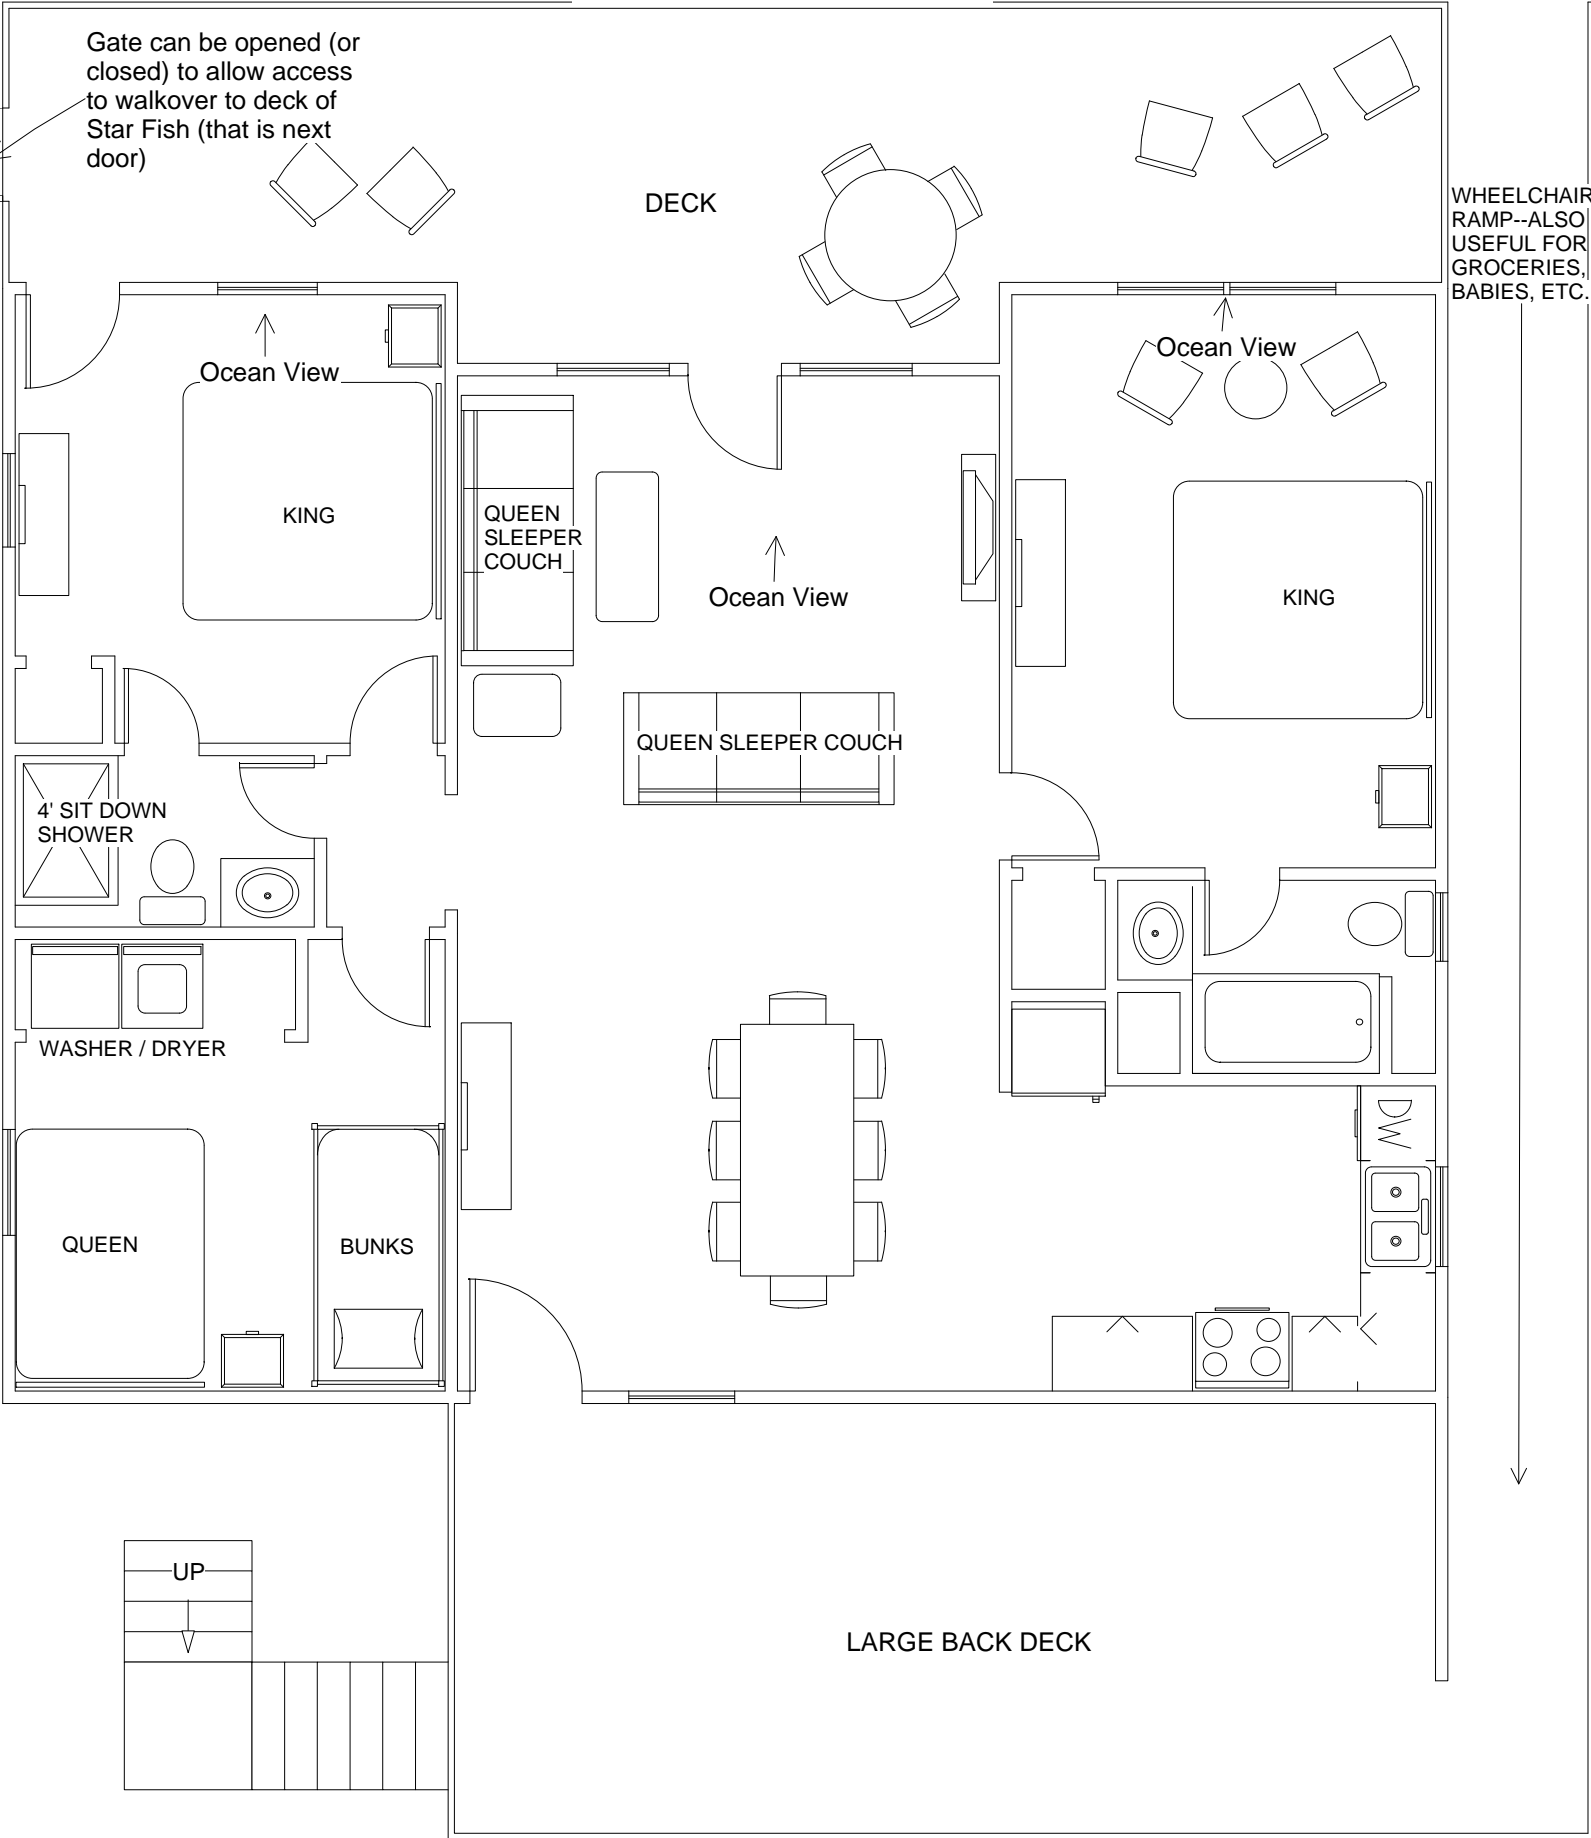 Gate can be opened (or
closed) to allow access
to walkover to deck of
Star Fish (that is next
door)
DECK
WHEELCHAIR
RAMP--ALSO
USEFUL FOR
GROCERIES,
BABIES, ETC.
Ocean View
Ocean View
KING
QUEEN
SLEEPER
COUCH
Ocean View
KING
QUEEN SLEEPER COUCH
4' SIT DOWN
SHOWER
WASHER / DRYER
DW
QUEEN
BUNKS
UP
LARGE BACK DECK